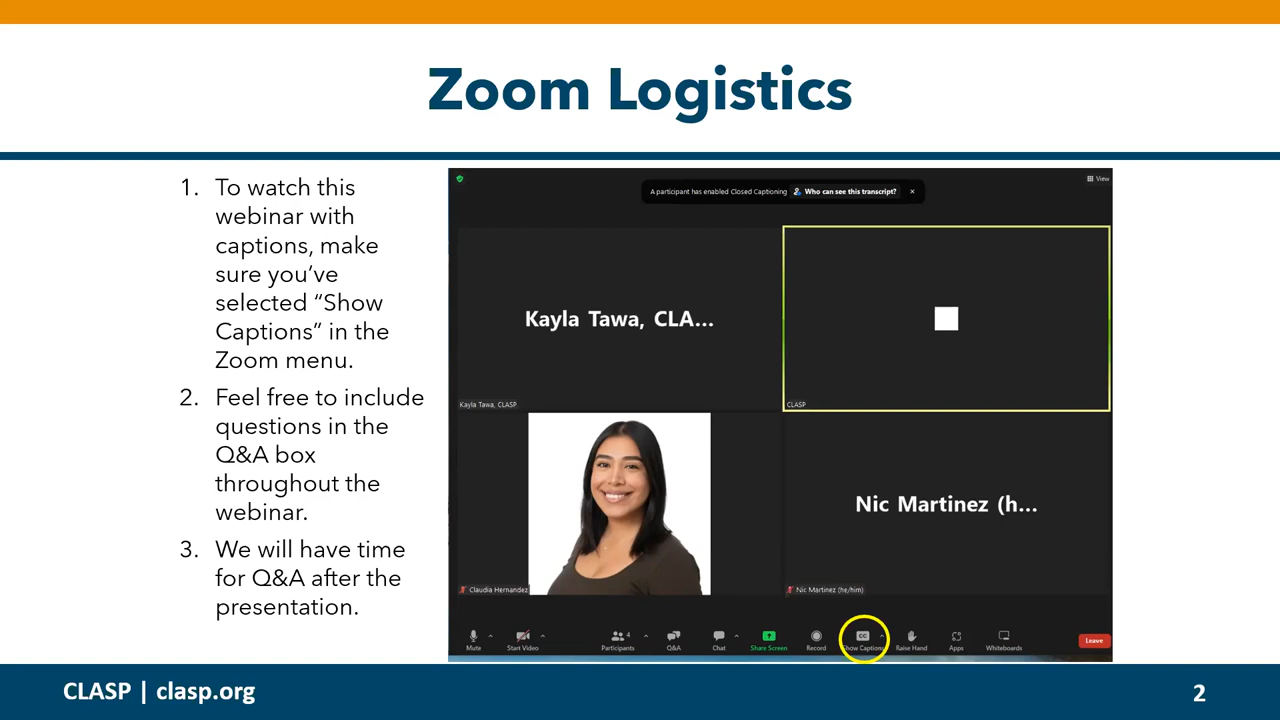 Zoom Logistics
1. To watch this
webinar with
captions, make
sure you’ve
selected “Show
Captions” in the
Zoom menu.
2. Feel free to include
questions in the
Q&A box
throughout the
webinar.
3. We will have time
for Q&A after the
presentation.
A participant has enabled Closed Captioning Who can see this transcript? ×
View
Kayla Tawa, CLA...
Kayla Tawa, CLASP
CLASP
Claudia Hernandez
Nic Martinez (h...
Nic Martinez (he/him)
4
CC
Mute Start Video Participants Q&A Chat Share Screen Record Show Captions Raise Hand Apps Whiteboards Leave
CLASP | clasp.org
2